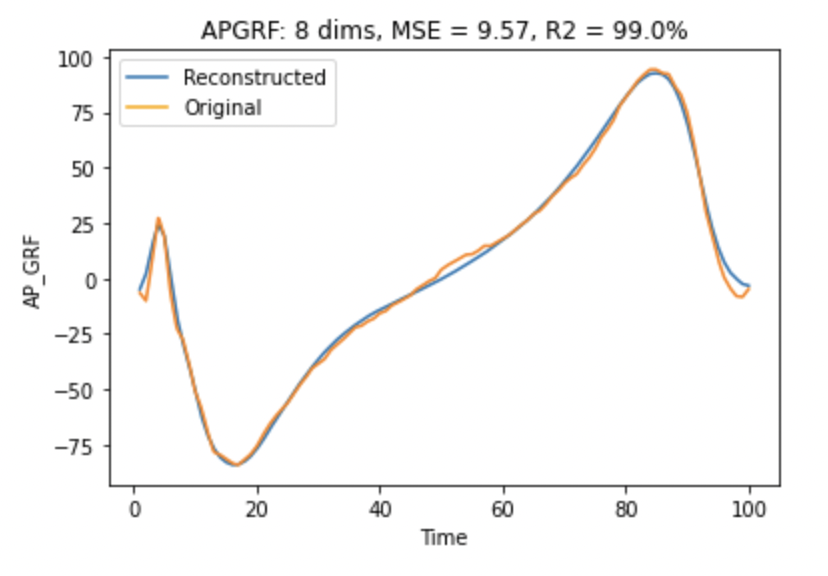 APGRF: 8 dims, MSE = 9.57, R2 = 99.0%
Reconstructed
Original
AP_GRF
100
75
50
25
0
−25
−50
−75
0 20 40 60 80 100
Time